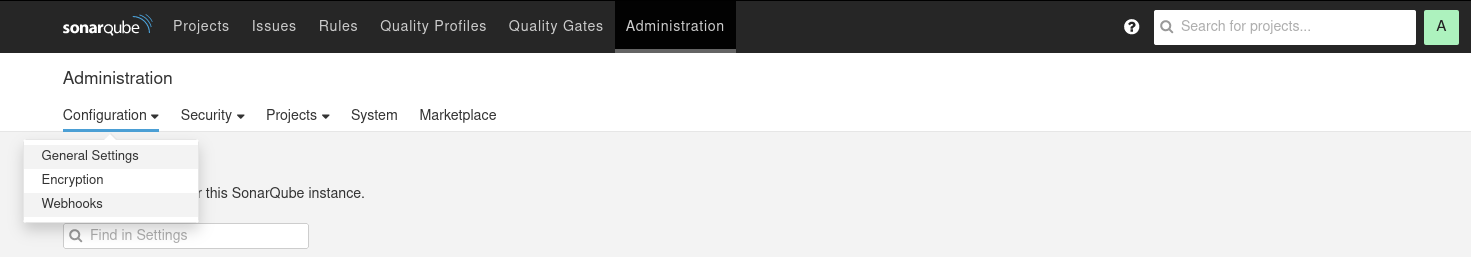 sonarqube Projects Issues Rules Quality Profiles Quality Gates Administration ? Search for projects... A
Administration
Configuration Security Projects System Marketplace
General Settings
Encryption
r this SonarQube instance.
Webhooks
Find in Settings